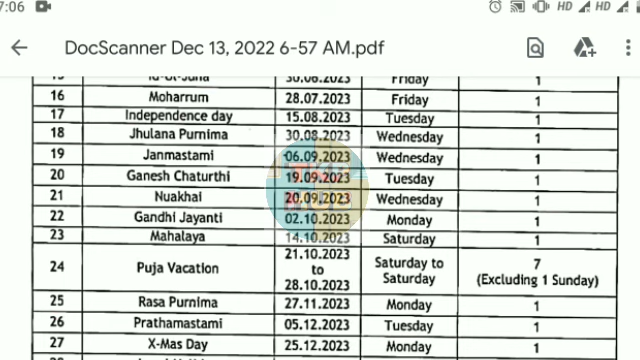 7:06 HD HD
DocScanner Dec 13, 2022 6-57 AM.pdf
15 Id-Ul-Juha 30.06.2023 Friday 1
16 Moharrum 28.07.2023 Friday 1
17 Independence day 15.08.2023 Tuesday 1
18 Jhulana Purnima 30.08.2023 Wednesday 1
19 Janmastami 06.09.2023 Wednesday 1
20 Ganesh Chaturthi 19.09.2023 Tuesday 1
21 Nuakhai 20.09.2023 Wednesday 1
22 Gandhi Jayanti 02.10.2023 Monday 1
23 Mahalaya 14.10.2023 Saturday 1
24 Puja Vacation 21.10.2023 to 28.10.2023 Saturday to Saturday 7 (Excluding 1 Sunday)
25 Rasa Purnima 27.11.2023 Monday 1
26 Prathamastami 05.12.2023 Tuesday 1
27 X-Mas Day 25.12.2023 Monday 1